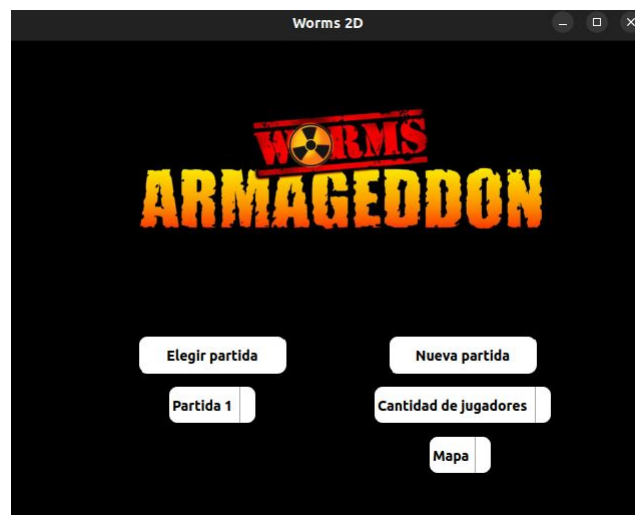 Worms 2D
WORMS
ARMAGEDDON
Elegir partida
Nueva partida
Partida 1
Cantidad de jugadores
Mapa